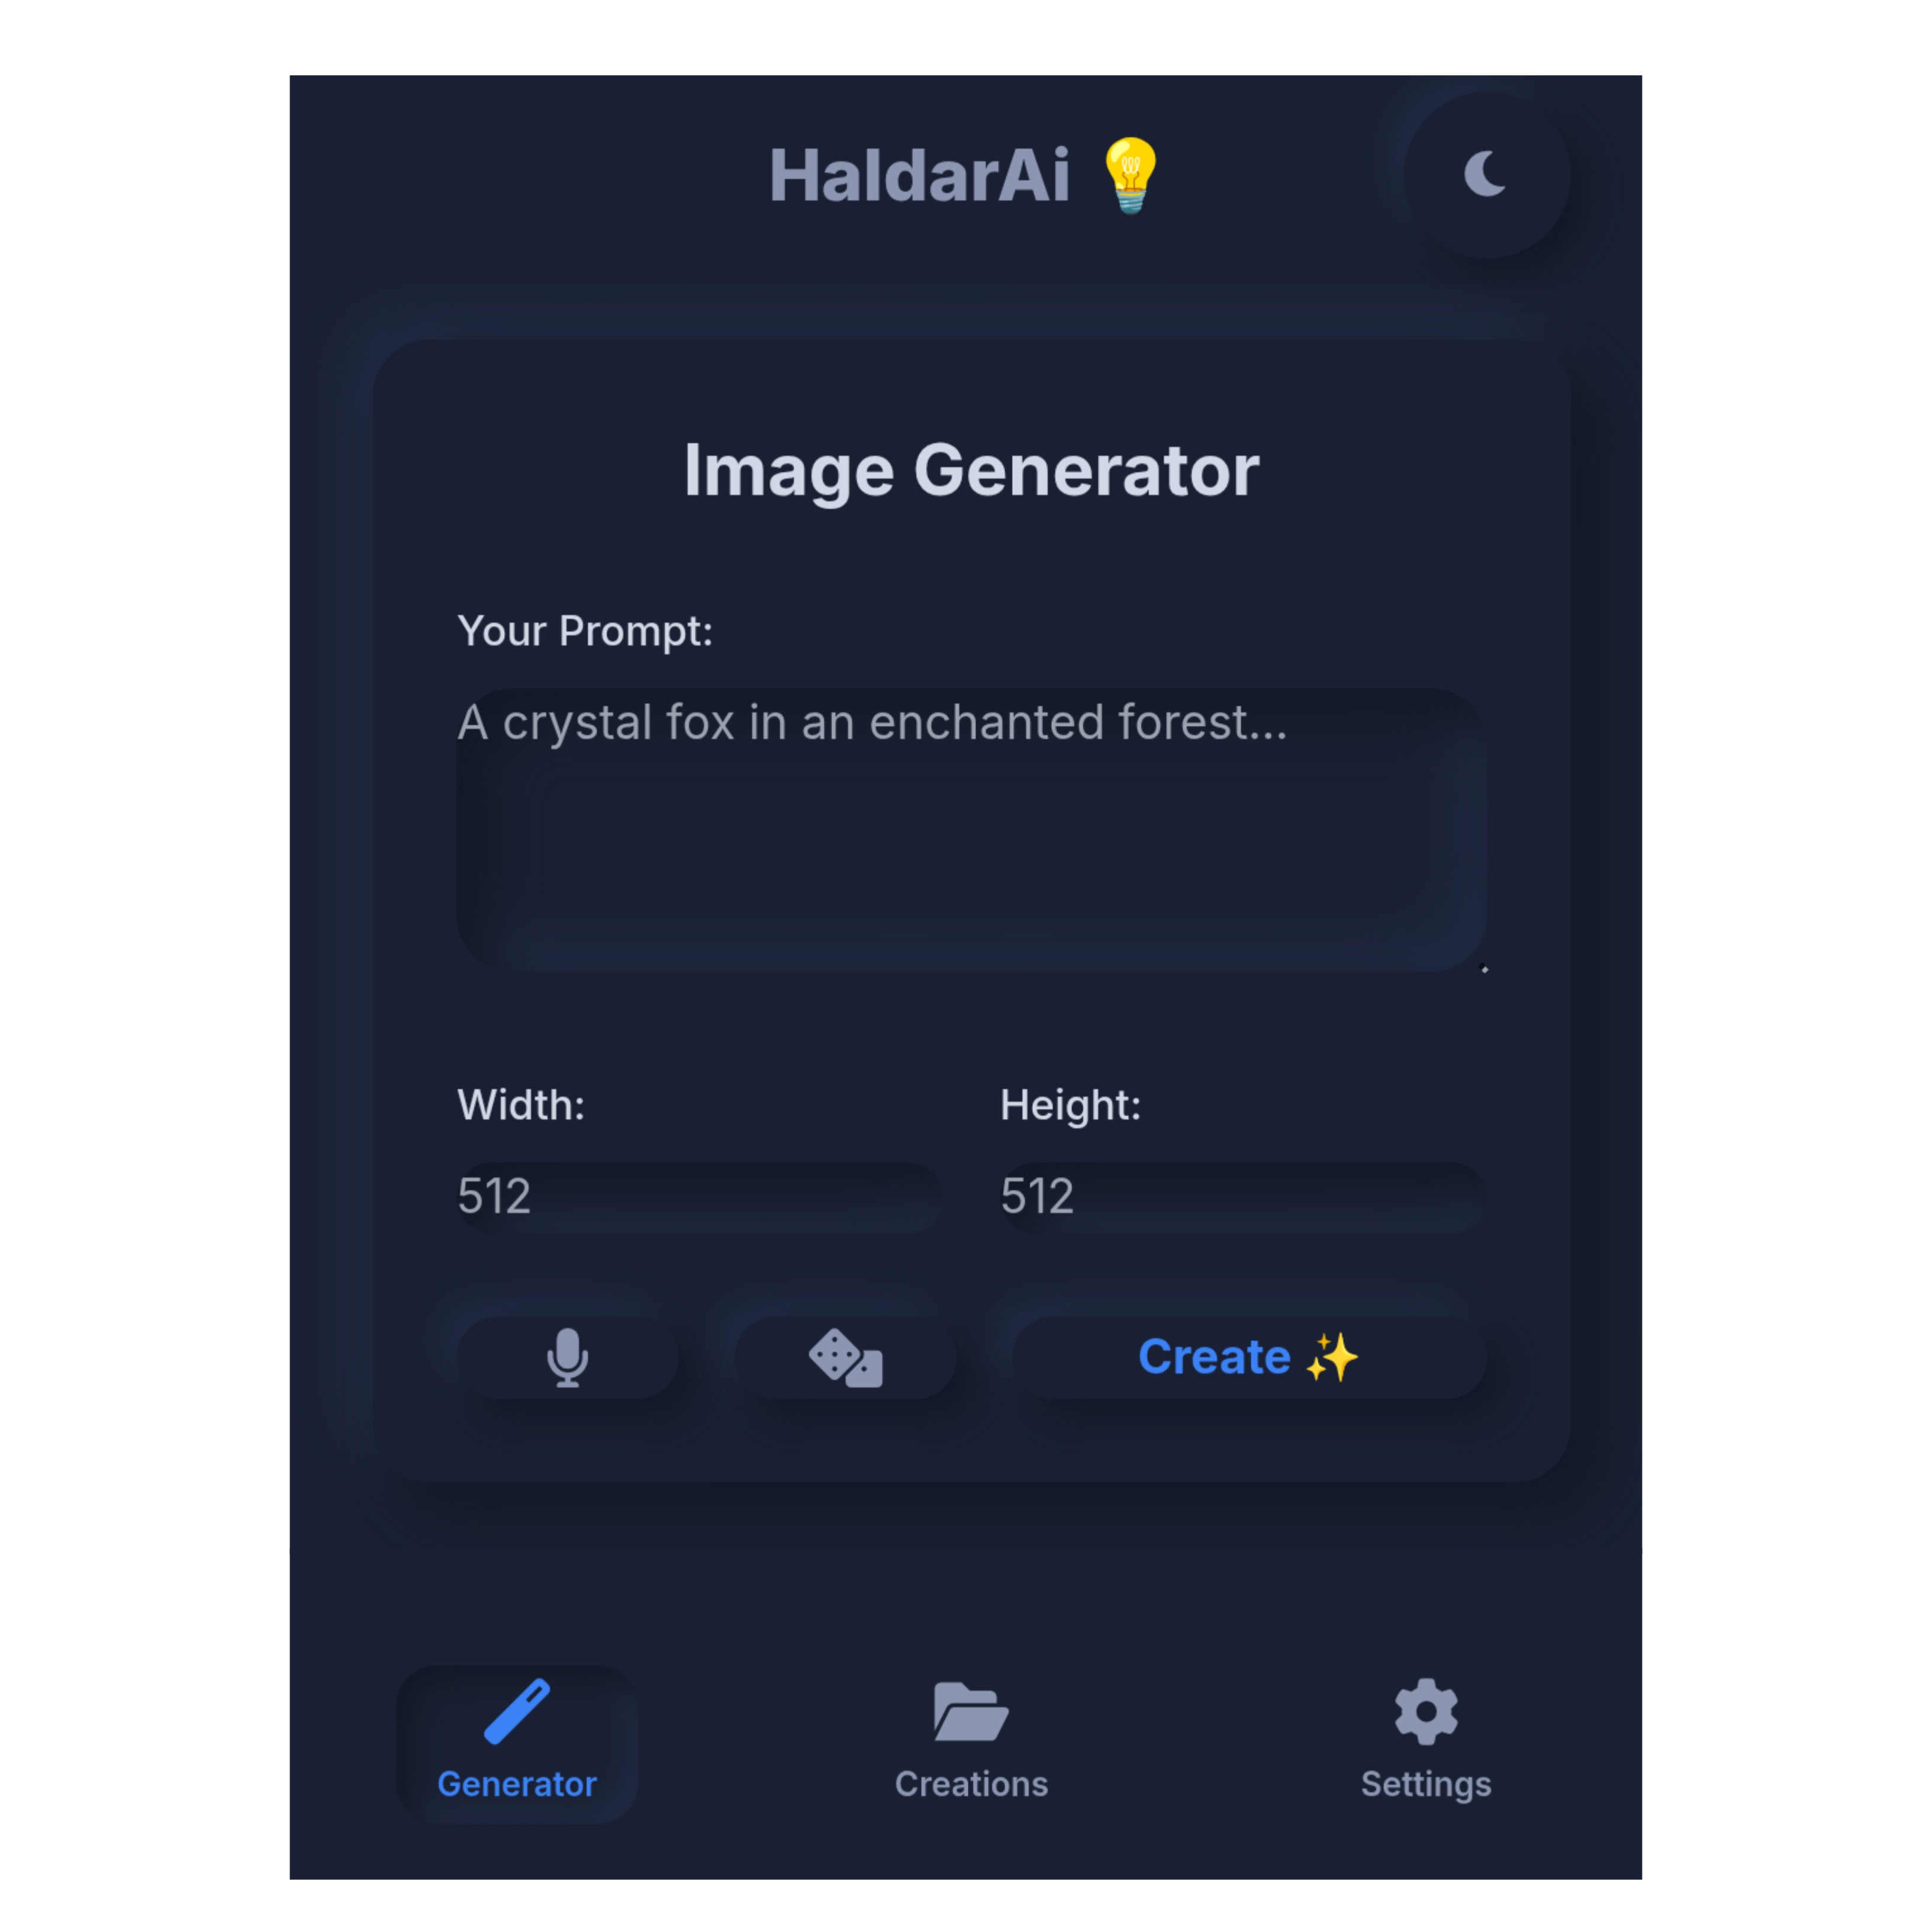 HaldarAi 💡
Image Generator
Your Prompt:
A crystal fox in an enchanted forest...
Width:
Height:
512
512
Create ✨
Generator
Creations
Settings